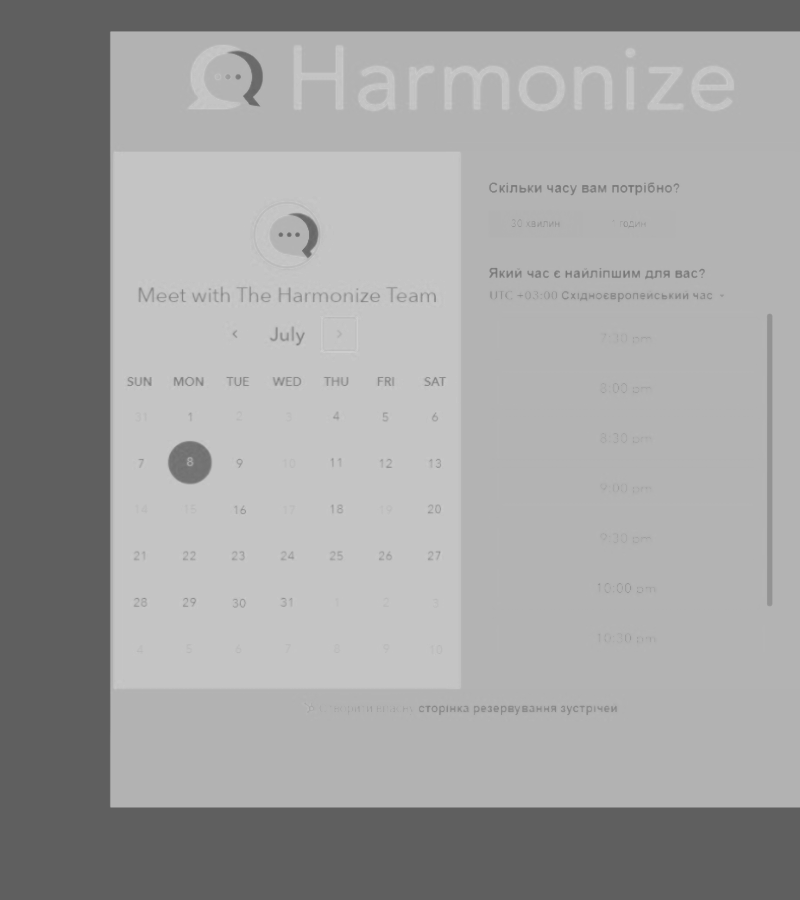 Harmonize
Meet with The Harmonize Team
July
SUN MON TUE WED THU FRI SAT
31 1 2 3 4 5 6
7 8 9 10 11 12 13
14 15 16 17 18 19 20
21 22 23 24 25 26 27
28 29 30 31 1 2 3
4 5 6 7 8 9 10
Скільки часу вам потрібно?
30 хвилин 1 годин
Який час є найліпшим для вас?
UTC +03:00 Східноєвропейський час
7:30 pm
8:00 pm
8:30 pm
9:00 pm
9:30 pm
10:00 pm
10:30 pm
сторінка резервування зустрічей